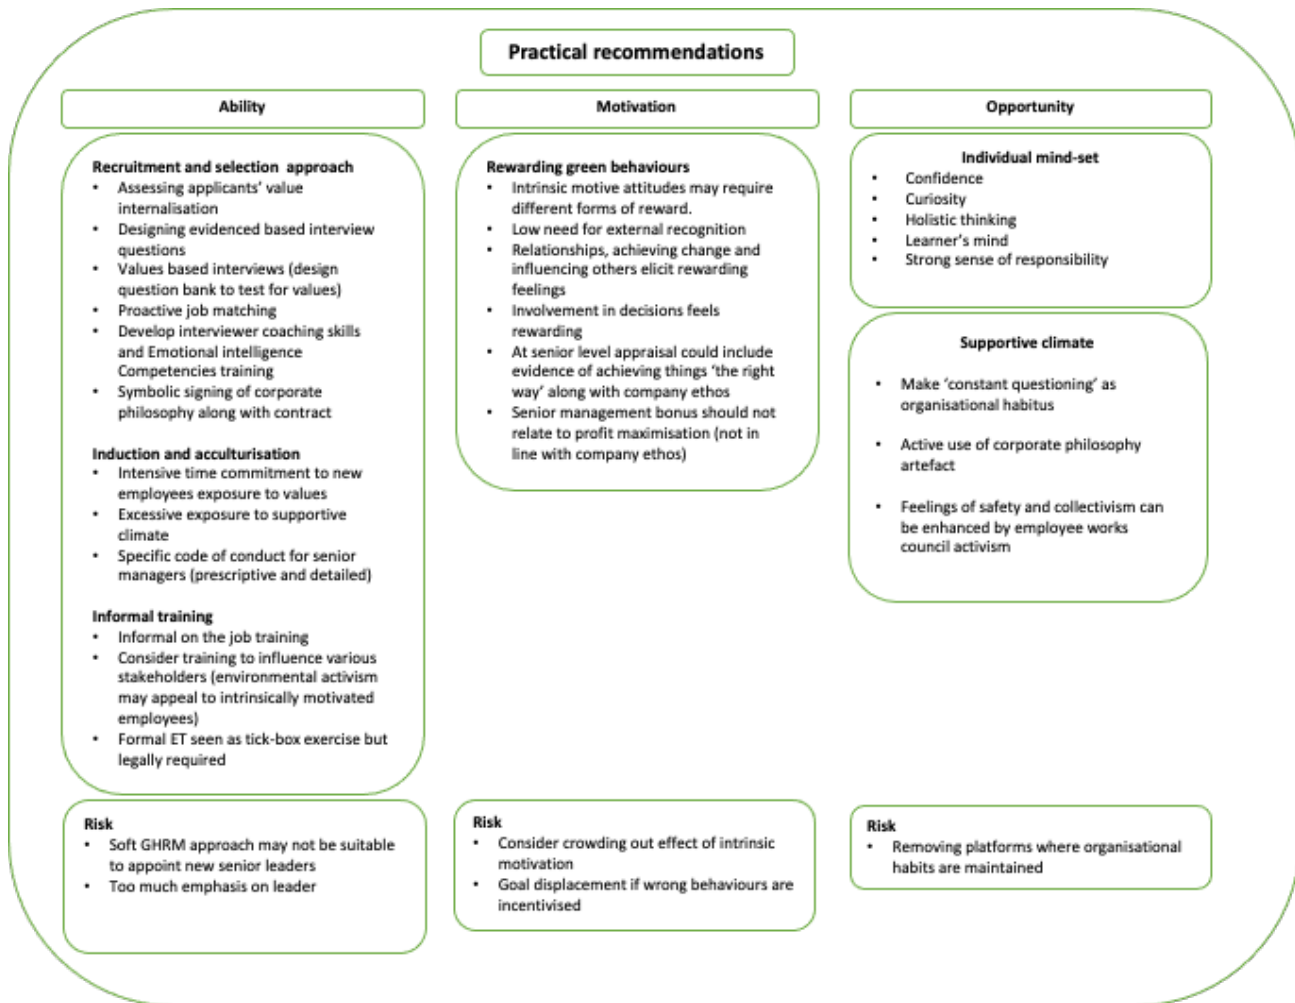 Practical recommendations
Ability
Recruitment and selection approach
• Assessing applicants' value
internalisation
• Designing evidenced based interview
questions
• Values based interviews (design
question bank to test for values)
• Proactive job matching
• Develop interviewer coaching skills
and Emotional intelligence
Competencies training
• Symbolic signing of corporate
philosophy along with contract
Induction and acculturisation
• Intensive time commitment to new
employees exposure to values
• Excessive exposure to supportive
climate
• Specific code of conduct for senior
managers (prescriptive and detailed)
Informal training
• Informal on the job training
• Consider training to influence various
stakeholders (environmental activism
may appeal to intrinsically motivated
employees)
• Formal ET seen as tick-box exercise but
legally required
Risk
• Soft GHRM approach may not be suitable
to appoint new senior leaders
• Too much emphasis on leader
Motivation
Rewarding green behaviours
• Intrinsic motive attitudes may require
different forms of reward.
• Low need for external recognition
• Relationships, achieving change and
influencing others elicit rewarding
feelings
• Involvement in decisions feels
rewarding
• At senior level appraisal could include
evidence of achieving things 'the right
way' along with company ethos
• Senior management bonus should not
relate to profit maximisation (not in
line with company ethos)
Risk
• Consider crowding out effect of intrinsic
motivation
• Goal displacement if wrong behaviours are
incentivised
Opportunity
Individual mind-set
• Confidence
• Curiosity
• Holistic thinking
• Learner's mind
• Strong sense of responsibility
Supportive climate
• Make 'constant questioning' as
organisational habitus
• Active use of corporate philosophy
artefact
• Feelings of safety and collectivism can
be enhanced by employee works
council activism
Risk
• Removing platforms where organisational
habits are maintained